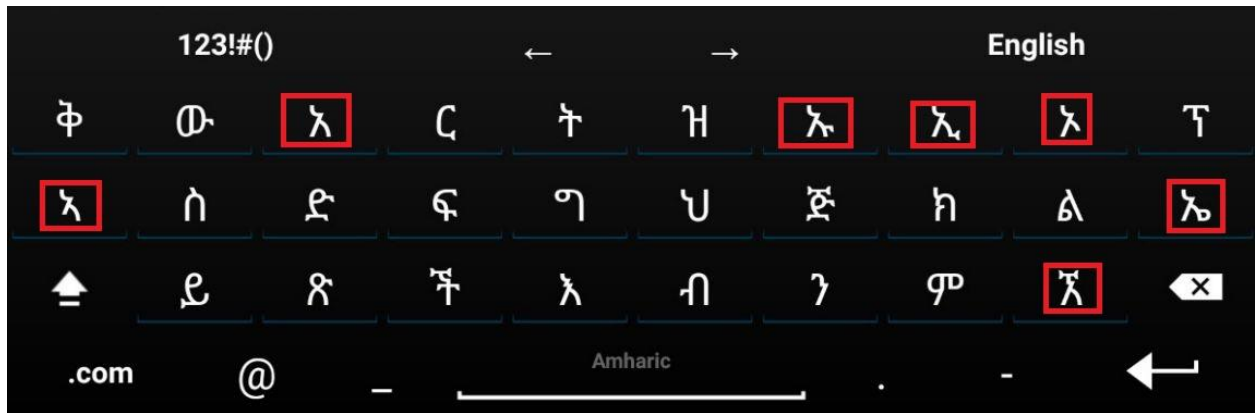 123!#() ← → English
ቅ ው አ ር ት ዝ ኡ ኢ ኦ ፕ
ኣ ስ ድ ፍ ግ ህ ጅ ክ ል ኤ
ይ ጽ ች እ ብ ን ም ኧ
.com @ _ Amharic . -